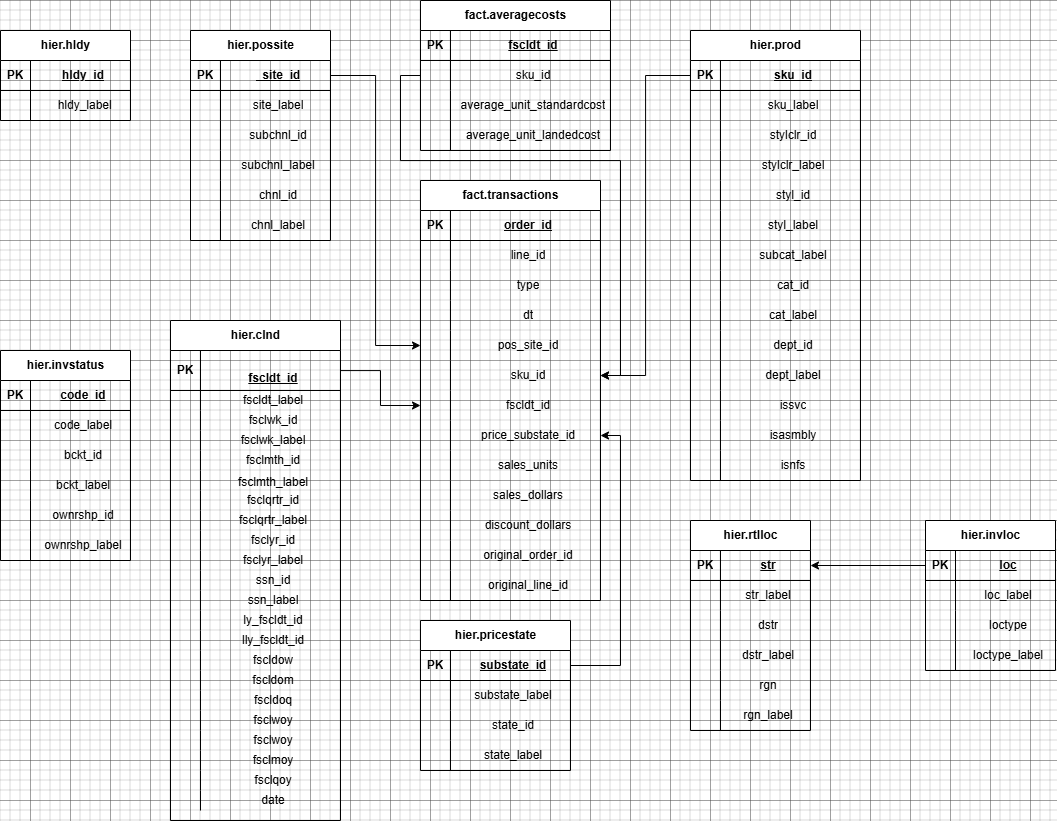 hier.hldy
PK hldy_id
hldy_label
hier.possite
PK _site_id
site_label
subchnl_id
subchnl_label
chnl_id
chnl_label
fact.averagecosts
PK fscldt_id
sku_id
average_unit_standardcost
average_unit_landedcost
hier.prod
PK sku_id
sku_label
stylclr_id
stylclr_label
styl_id
styl_label
subcat_label
cat_id
cat_label
dept_id
dept_label
issvc
isasmbly
isnfs
fact.transactions
PK order_id
line_id
type
dt
pos_site_id
sku_id
fscldt_id
price_substate_id
sales_units
sales_dollars
discount_dollars
original_order_id
original_line_id
hier.invstatus
PK code_id
code_label
bckt_id
bckt_label
ownrshp_id
ownrshp_label
hier.clnd
PK fscldt_id
fscldt_label
fsclwk_id
fsclwk_label
fsclmth_id
fsclmth_label
fsclqrtr_id
fsclqrtr_label
fsclyr_id
fsclyr_label
ssn_id
ssn_label
ly_fscldt_id
lly_fscldt_id
fscldow
fscldom
fscldoq
fsclwoy
fsclwoy
fsclmoy
fsclqoy
date
hier.pricestate
PK substate_id
substate_label
state_id
state_label
hier.rtlloc
PK str
str_label
dstr
dstr_label
rgn
rgn_label
hier.invloc
PK loc
loc_label
loctype
loctype_label